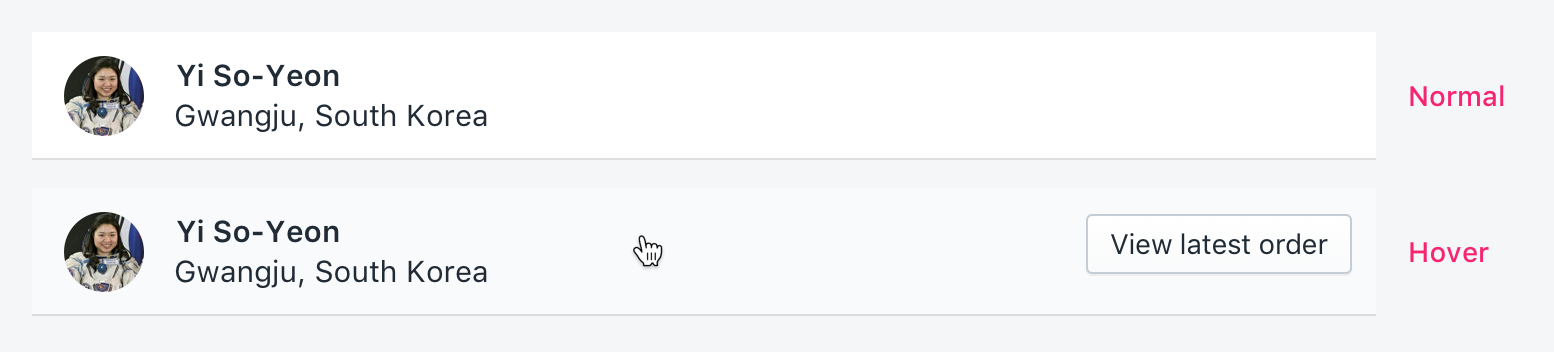 Yi So-Yeon
Gwangju, South Korea
Normal
Yi So-Yeon
Gwangju, South Korea
View latest order
Hover